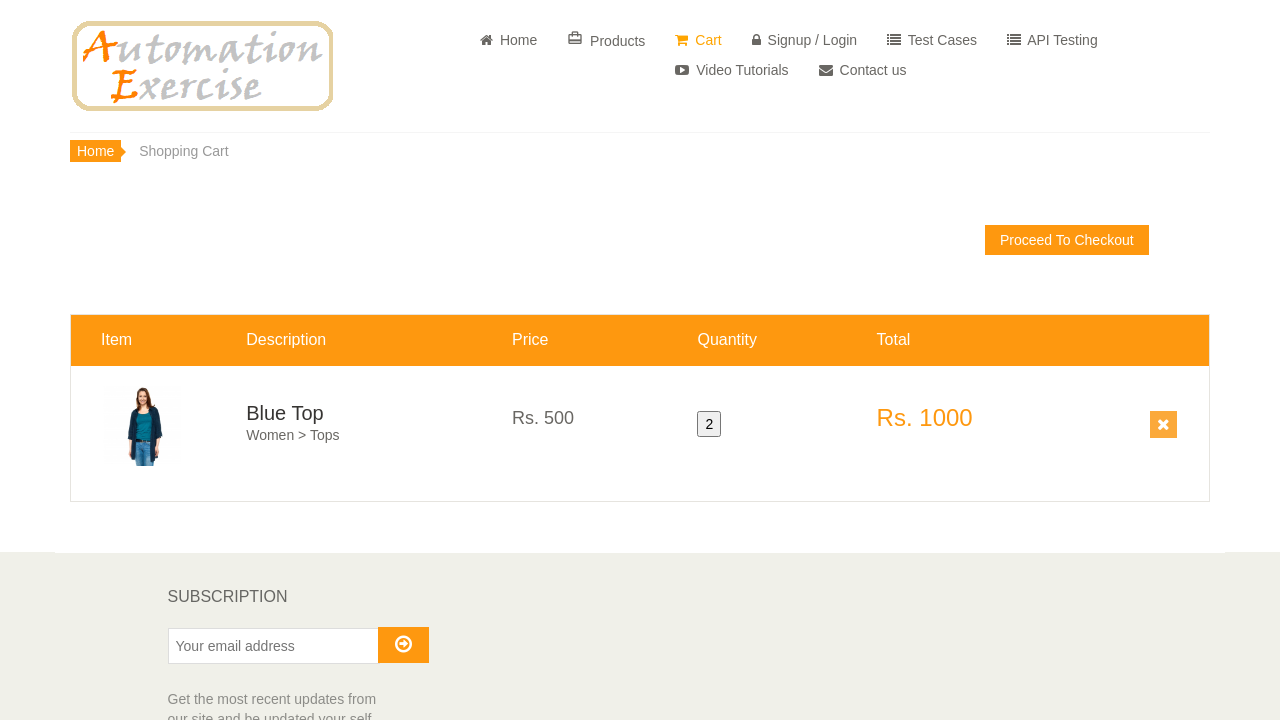 Automation
Exercise
Home
Products
Cart
Signup / Login
Test Cases
API Testing
Video Tutorials
Contact us
Home
Shopping Cart
Proceed To Checkout
Item Description Price Quantity Total
Blue Top
Women > Tops
Rs. 500
2
Rs. 1000
SUBSCRIPTION
Your email address
Get the most recent updates from
our site and be updated your self